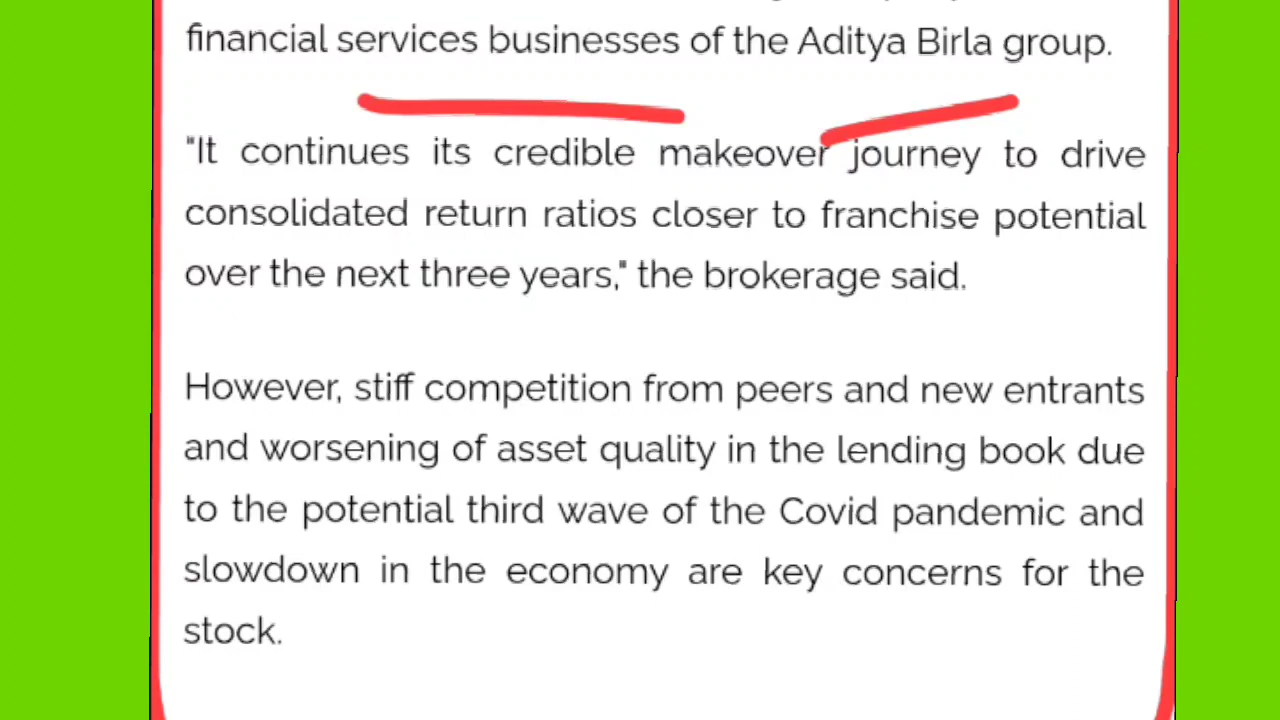 financial services businesses of the Aditya Birla group.
"It continues its credible makeover journey to drive
consolidated return ratios closer to franchise potential
over the next three years," the brokerage said.
However, stiff competition from peers and new entrants
and worsening of asset quality in the lending book due
to the potential third wave of the Covid pandemic and
slowdown in the economy are key concerns for the
stock.